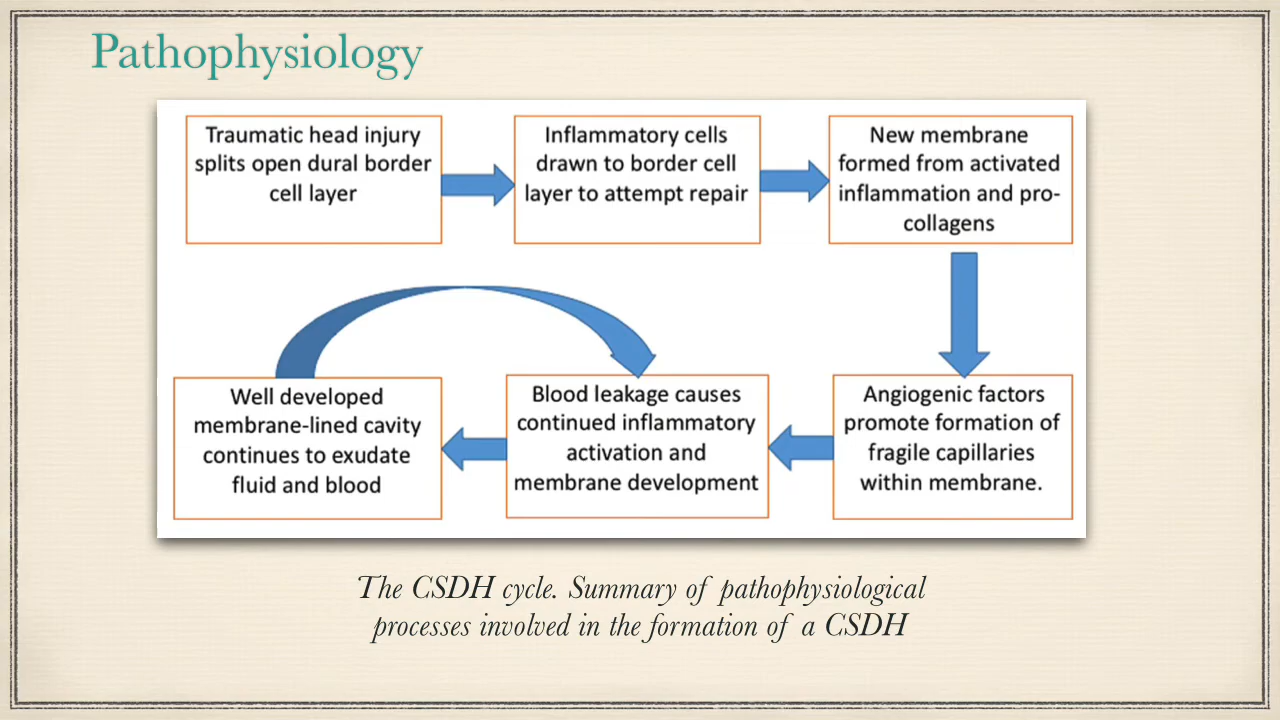 Pathophysiology
Traumatic head injury
splits open dural border
cell layer
Inflammatory cells
drawn to border cell
layer to attempt repair
New membrane
formed from activated
inflammation and pro-
collagens
Well developed
membrane-lined cavity
continues to exudate
fluid and blood
Blood leakage causes
continued inflammatory
activation and
membrane development
Angiogenic factors
promote formation of
fragile capillaries
within membrane.
The CSDH cycle. Summary of pathophysiological
processes involved in the formation of a CSDH